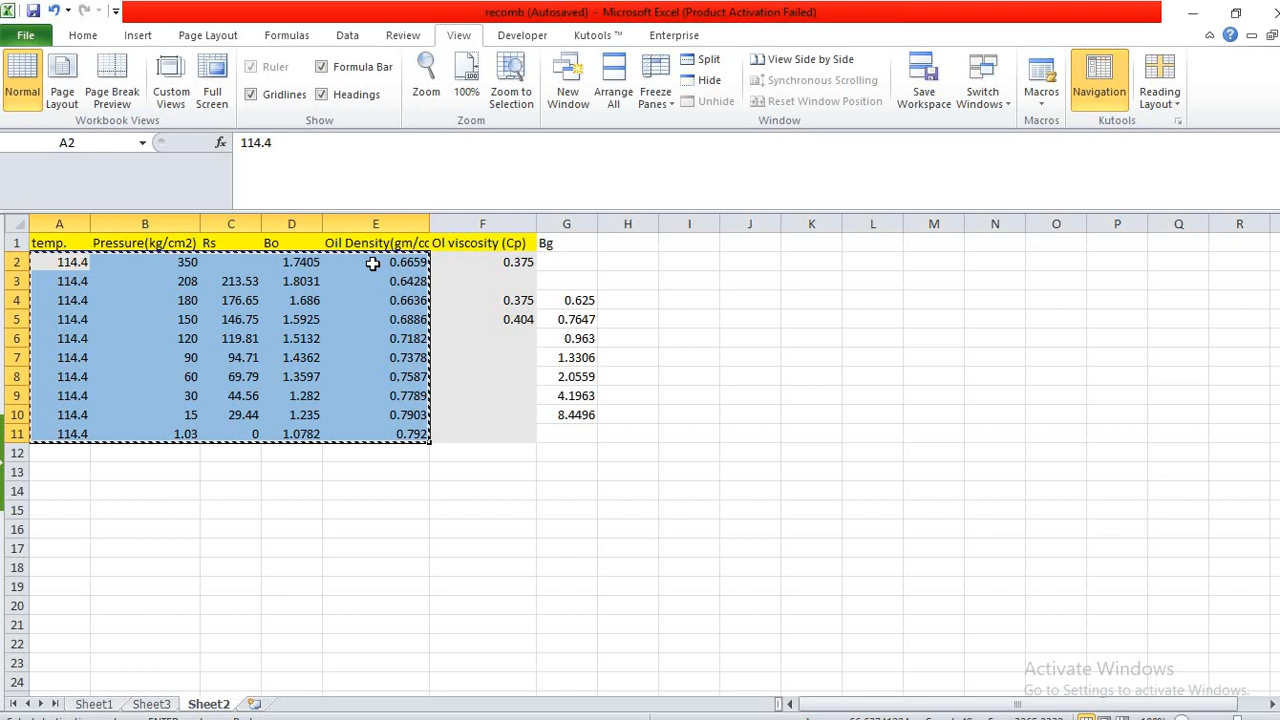 recomb (Autosaved) - Microsoft Excel (Product Activation Failed)
File Home Insert Page Layout Formulas Data Review View Developer Kutools ™ Enterprise
Normal Page Layout Page Break Preview Custom Views Full Screen
Workbook Views
Ruler Formula Bar
Gridlines Headings
Show
Zoom 100% Zoom to Selection
Zoom
New Window Arrange All Freeze Panes
Split
Hide
Unhide
View Side by Side
Synchronous Scrolling
Reset Window Position
Window
Save Workspace Switch Windows
Macros
Macros
Navigation Reading Layout
Kutools
A2 fx 114.4
A B C D E F G H I J K L M N O P Q R
1 temp. Pressure(kg/cm2) Rs Bo Oil Density(gm/cc Ol viscosity (Cp) Bg
2 114.4 350 1.7405 0.6659 0.375
3 114.4 208 213.53 1.8031 0.6428
4 114.4 180 176.65 1.686 0.6636 0.375 0.625
5 114.4 150 146.75 1.5925 0.6886 0.404 0.7647
6 114.4 120 119.81 1.5132 0.7182 0.963
7 114.4 90 94.71 1.4362 0.7378 1.3306
8 114.4 60 69.79 1.3597 0.7587 2.0559
9 114.4 30 44.56 1.282 0.7789 4.1963
10 114.4 15 29.44 1.235 0.7903 8.4496
11 114.4 1.03 0 1.0782 0.792
12
13
14
15
16
17
18
19
20
21
22
23
24
Activate Windows
Go to Settings to activate Windows.
Sheet1 Sheet3 Sheet2